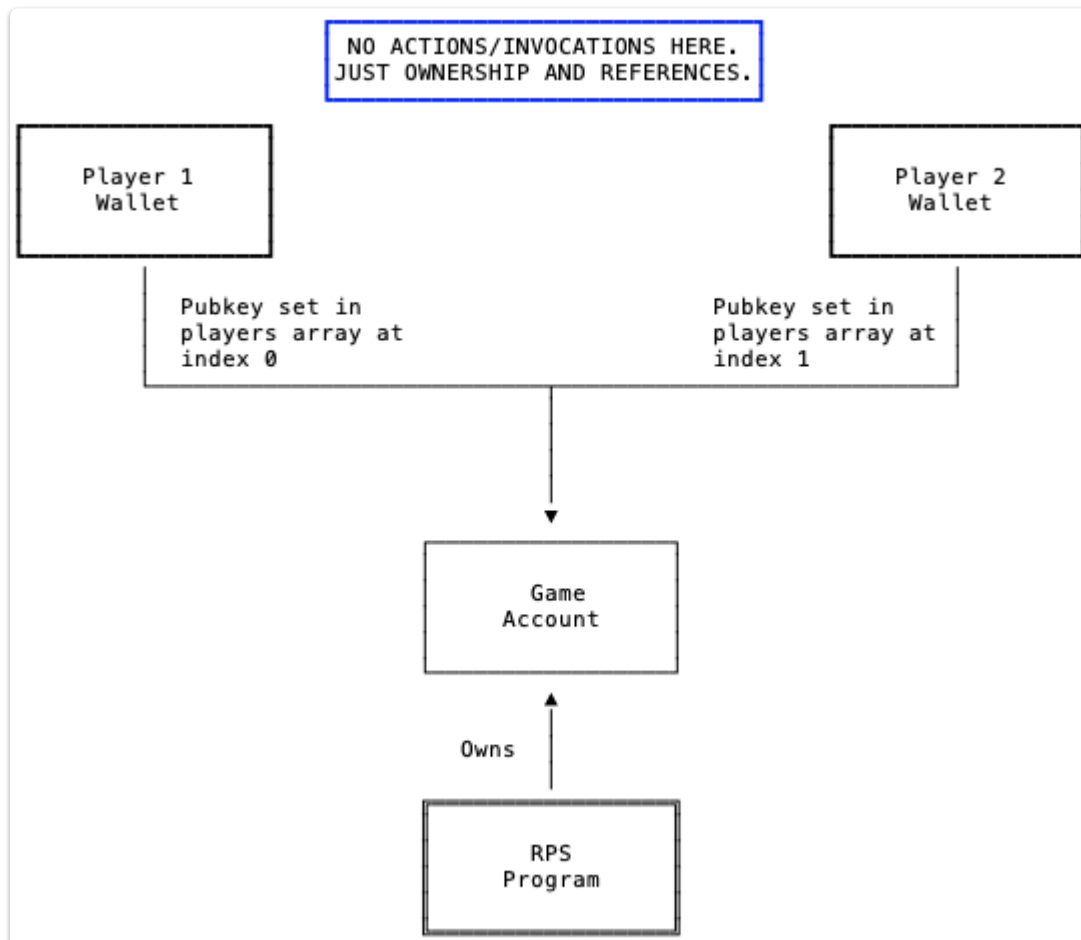 NO ACTIONS/INVOCATIONS HERE.
JUST OWNERSHIP AND REFERENCES.
Player 1
Wallet
Player 2
Wallet
Pubkey set in
players array at
index 0
Pubkey set in
players array at
index 1
Game
Account
Owns
RPS
Program